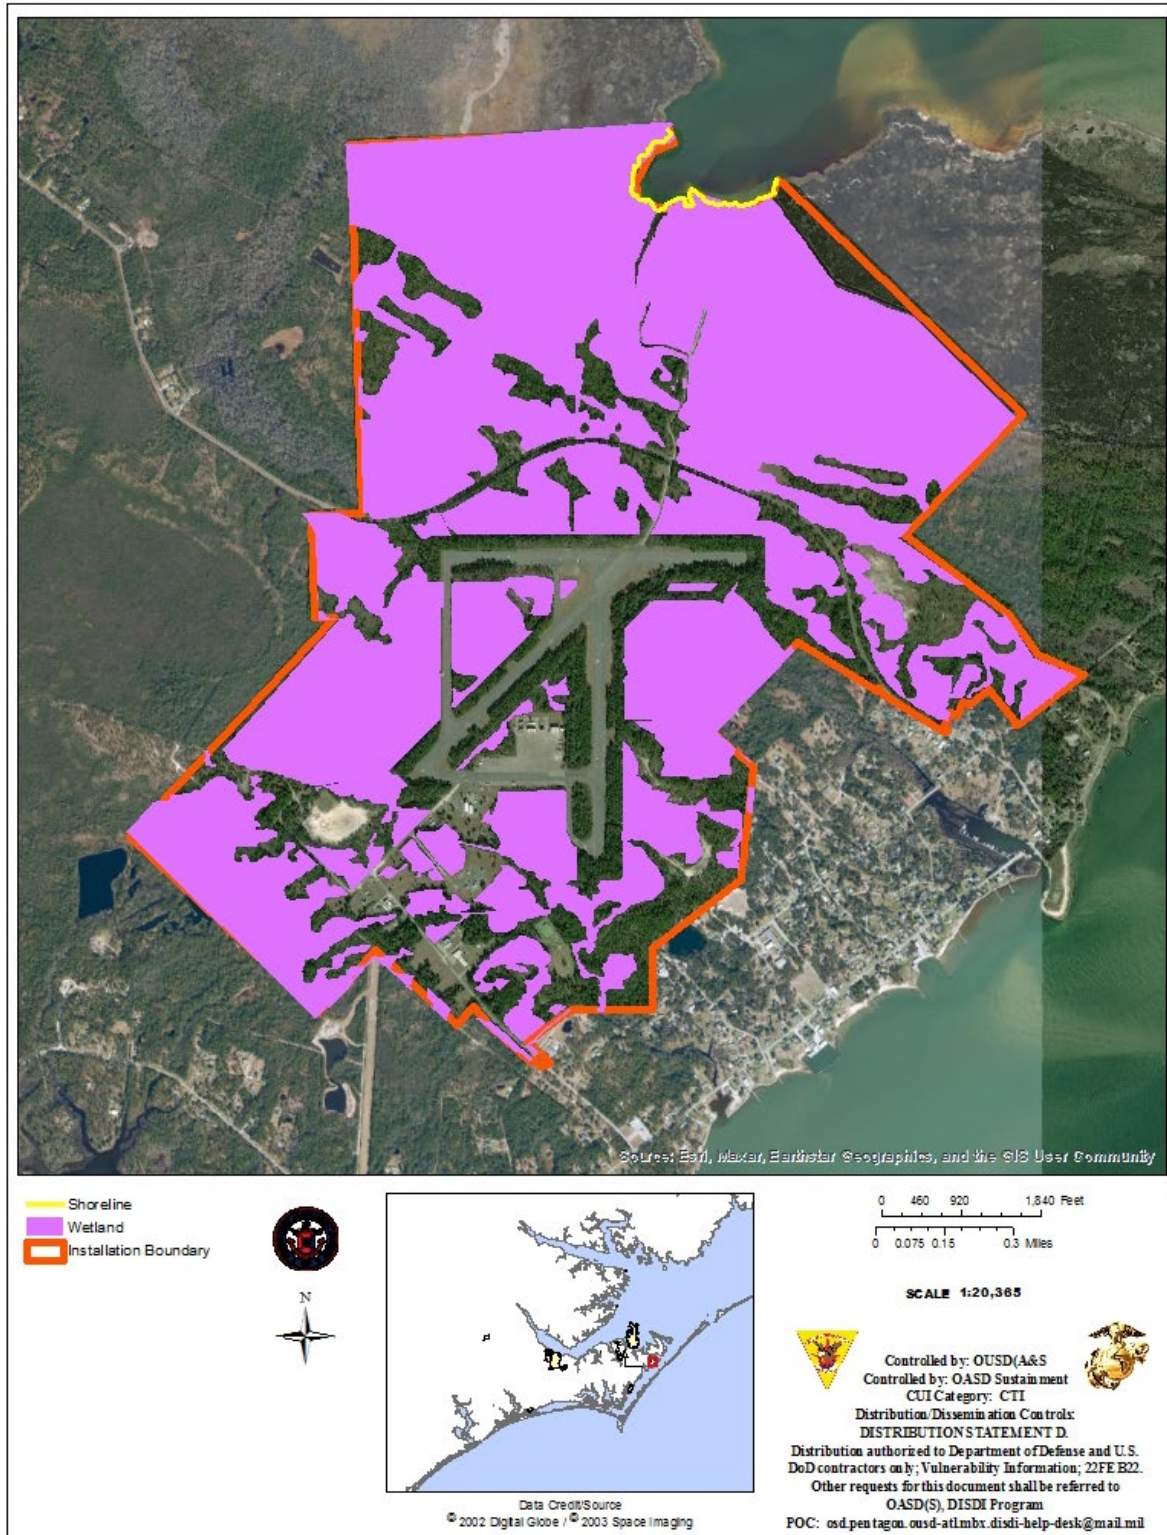 Source: Esri, Maxar, Earthstar Geographics, and the GIS User Community
Shoreline
Wetland
Installation Boundary
N
0 460 920 1,840 Feet
0 0.075 0.15 0.3 Miles
SCALE 1:20,365
Controlled by: OUSD(A&S
Controlled by: OASD Sustainment
CUI Category: CTI
Distribution/Dissemination Controls:
DISTRIBUTION STATEMENT D.
Distribution authorized to Department of Defense and U.S.
DoD contractors only; Vulnerability Information; 22FEB22.
Other requests for this document shall be referred to
OASD(S), DISDI Program
POC: osd.pentagon.ousd-atl.mbx.disdi-help-desk@mail.mil
Data Credit/Source
© 2002 Digital Globe / © 2003 Space Imaging